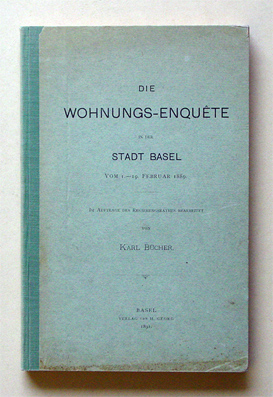 DIE
WOHNUNGS-ENQUÊTE
IN DER
STADT BASEL
VOM 1.—19. FEBRUAR 1889.
IM AUFTRAGE DES REGIERUNGSRATHES BEARBEITET
VON
KARL BÜCHER.
BASEL.
VERLAG VON H. GEORG
1891.